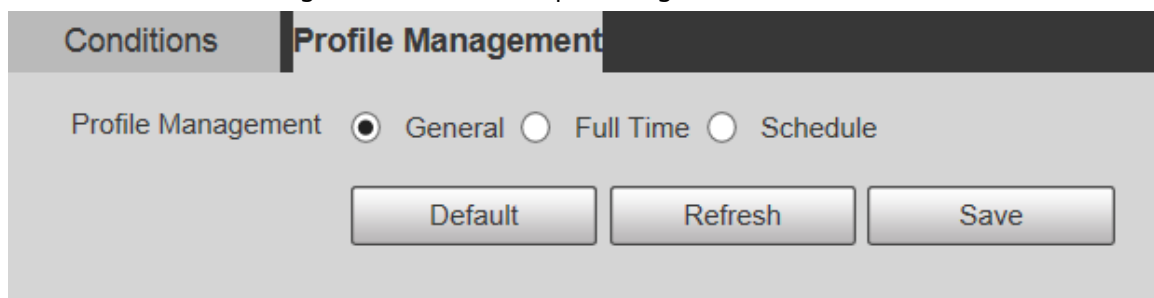 Conditions Profile Management
Profile Management General Full Time Schedule
Default Refresh Save